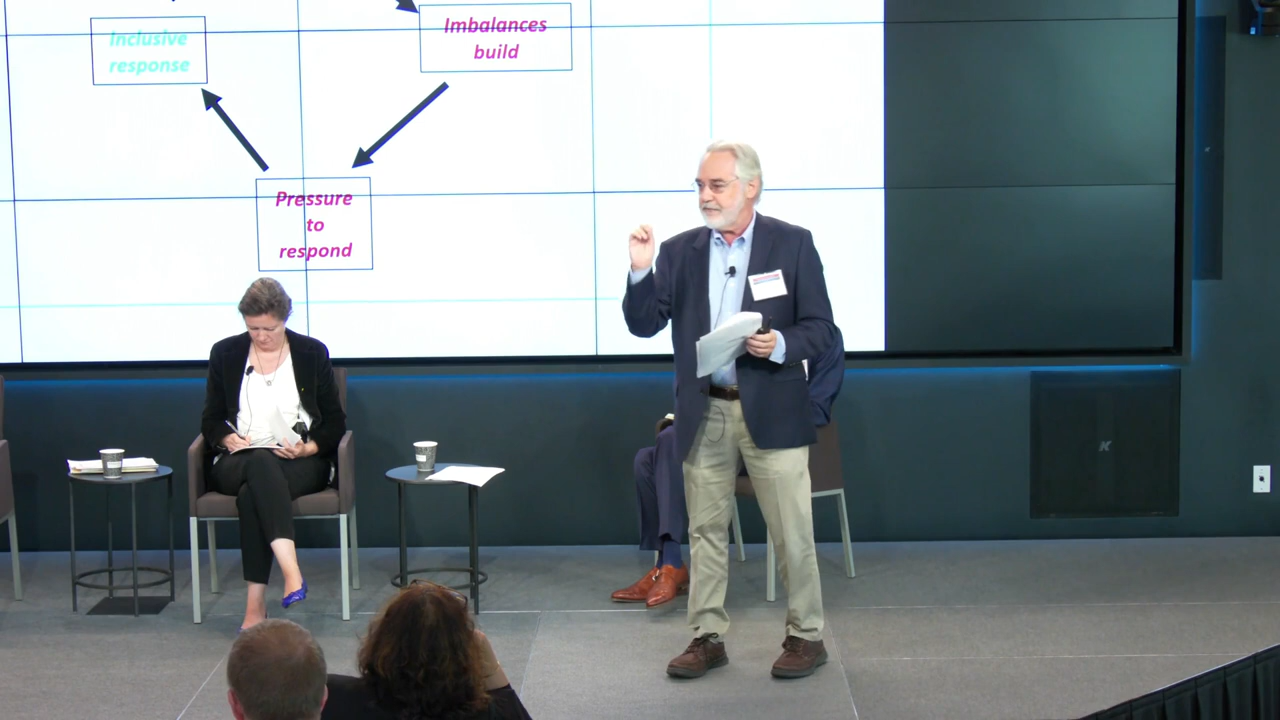 Inclusive
response
Imbalances
build
Pressure
to
respond
K